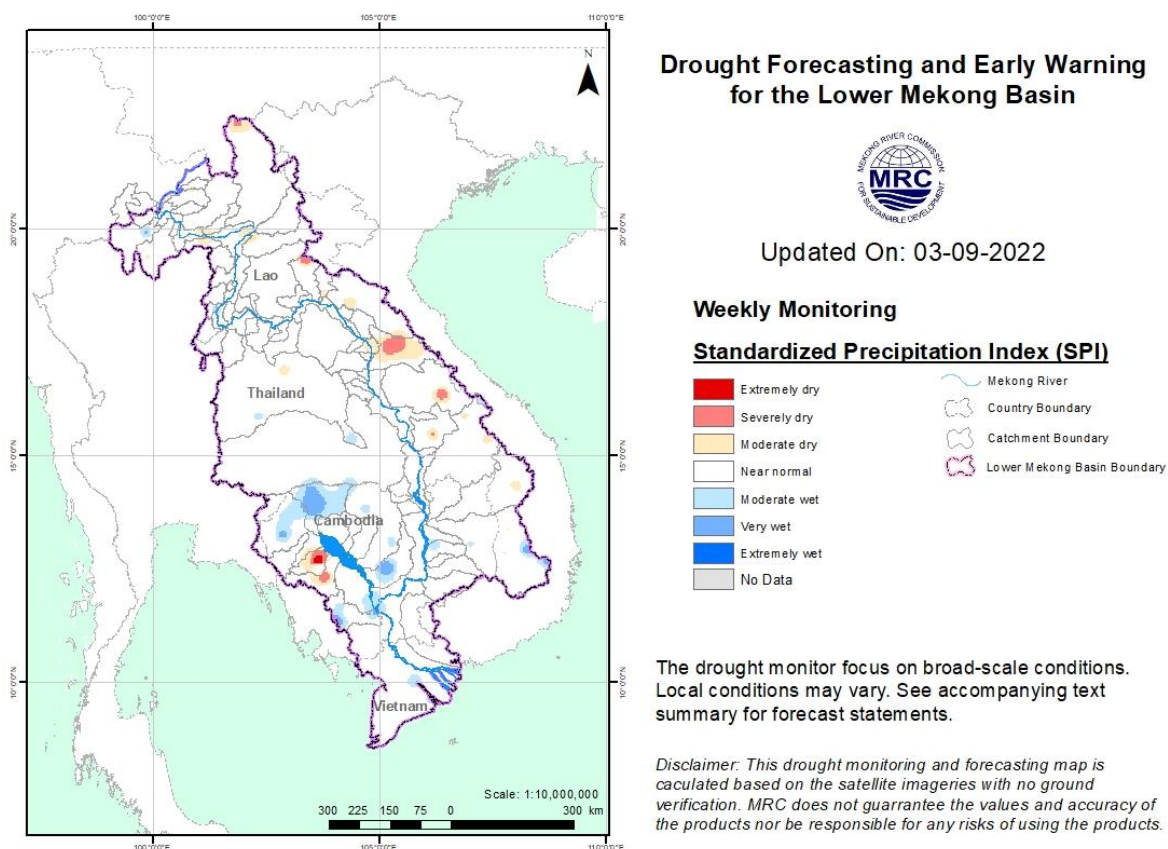 100°0'0"E
105°0'0"E
110°0'0"E
N
20°0'0"N
20°0'0"N
15°0'0"N
15°0'0"N
10°0'0"N
10°0'0"N
Lao
Thailand
Cambodia
Vietnam
Scale: 1:10,000,000
300 225 150 75 0 300 km
100°0'0"E
105°0'0"E
110°0'0"E
Drought Forecasting and Early Warning
for the Lower Mekong Basin
MEKONG RIVER COMMISSION
MRC
FOR SUSTAINABLE DEVELOPMENT
Updated On: 03-09-2022
Weekly Monitoring
Standardized Precipitation Index (SPI)
Extremely dry
Severely dry
Moderate dry
Near normal
Moderate wet
Very wet
Extremely wet
No Data
Mekong River
Country Boundary
Catchment Boundary
Lower Mekong Basin Boundary
The drought monitor focus on broad-scale conditions.
Local conditions may vary. See accompanying text
summary for forecast statements.
Disclaimer: This drought monitoring and forecasting map is
caculated based on the satellite imageries with no ground
verification. MRC does not guarrantee the values and accuracy of
the products nor be responsible for any risks of using the products.